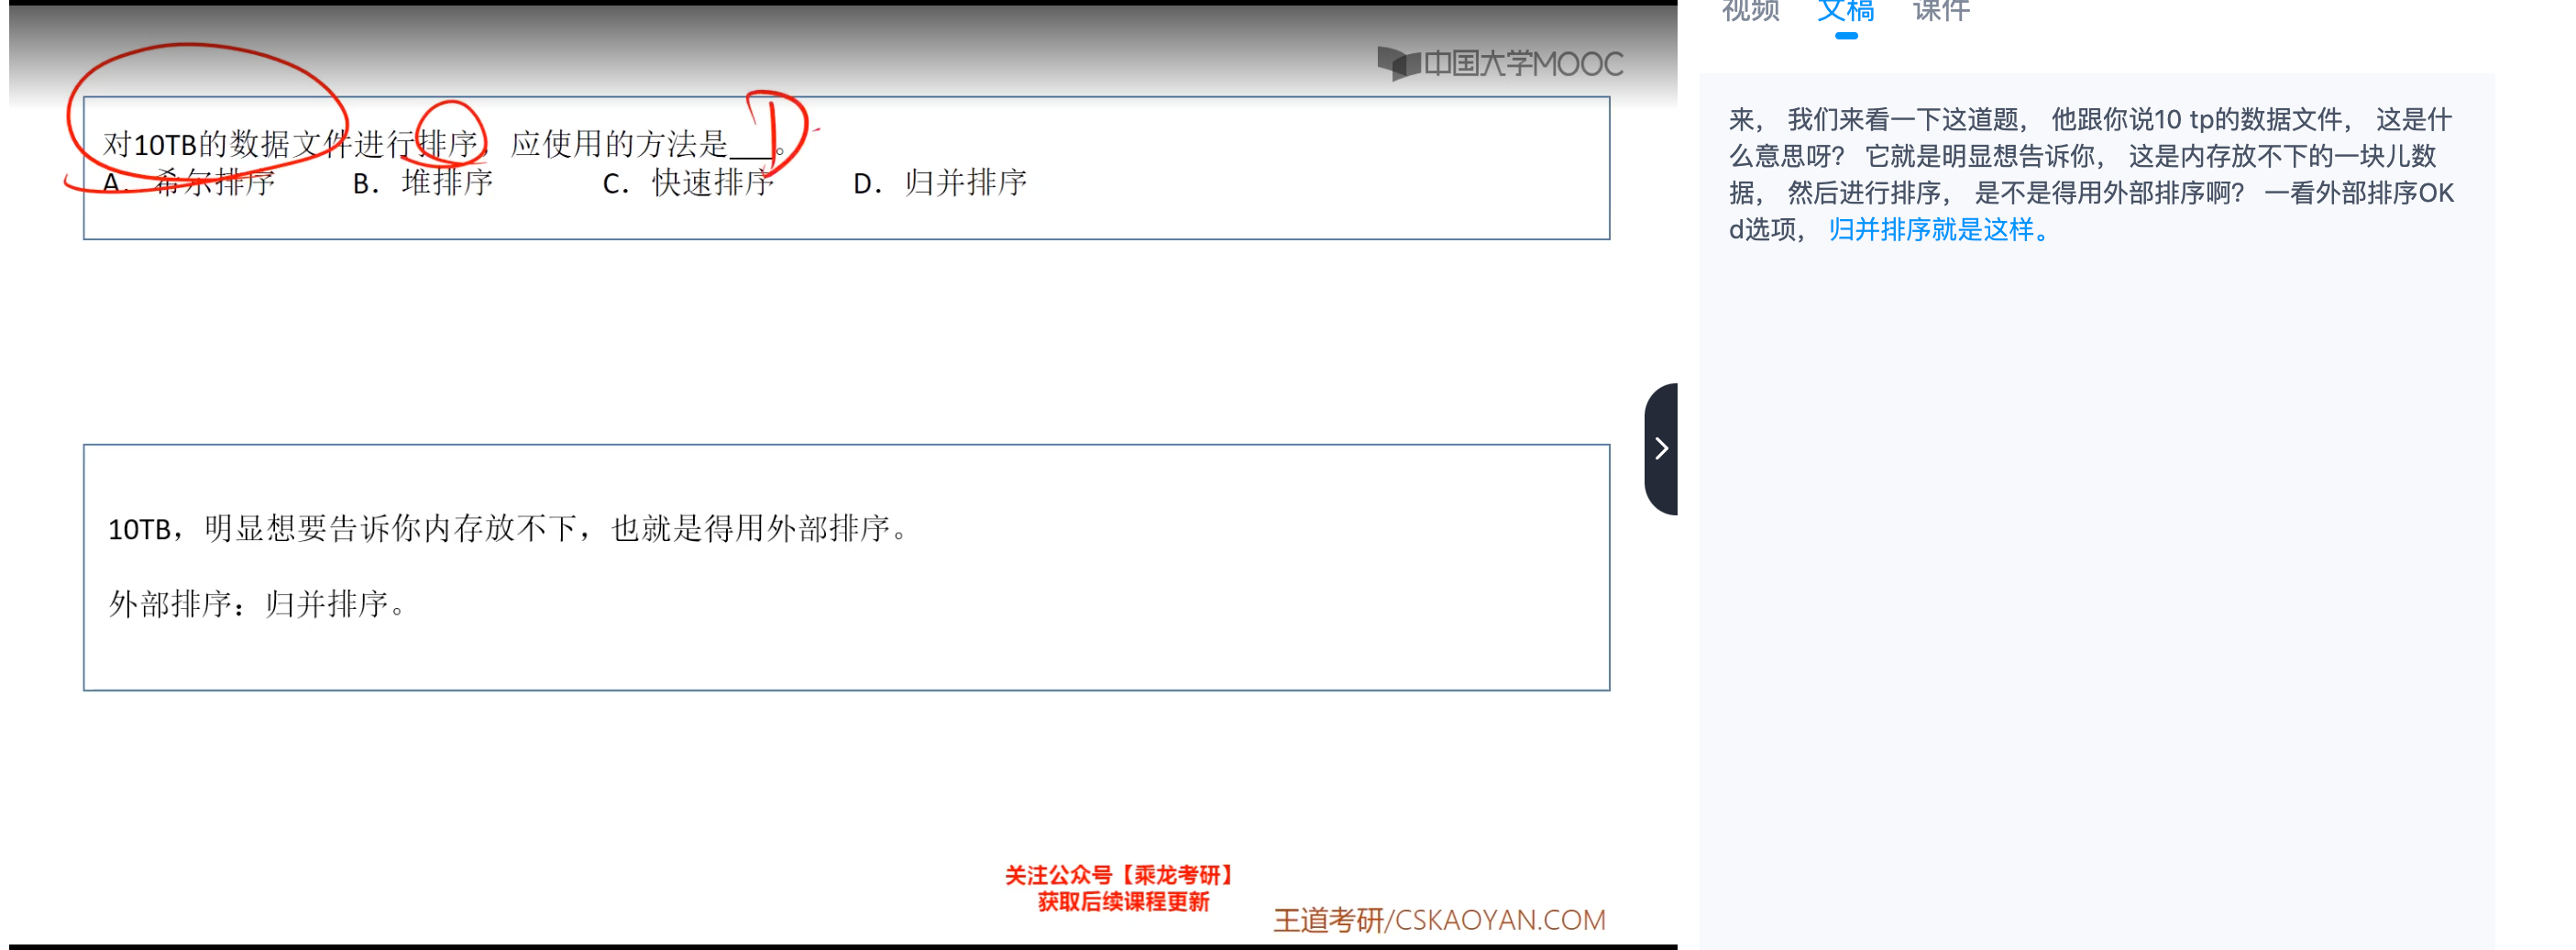 视频 文稿 课件
中国大学MOOC
对10TB的数据文件进行排序，应使用的方法是___。
A. 希尔排序 B. 堆排序 C. 快速排序 D. 归并排序
D
10TB，明显想要告诉你内存放不下，也就是得用外部排序。
外部排序：归并排序。
关注公众号【乘龙考研】
获取后续课程更新
王道考研/CSKAOYAN.COM
来， 我们来看一下这道题， 他跟你说10 tp的数据文件， 这是什
么意思呀？ 它就是明显想告诉你， 这是内存放不下的一块儿数
据， 然后进行排序， 是不是得用外部排序啊？ 一看外部排序OK
d选项， 归并排序就是这样。